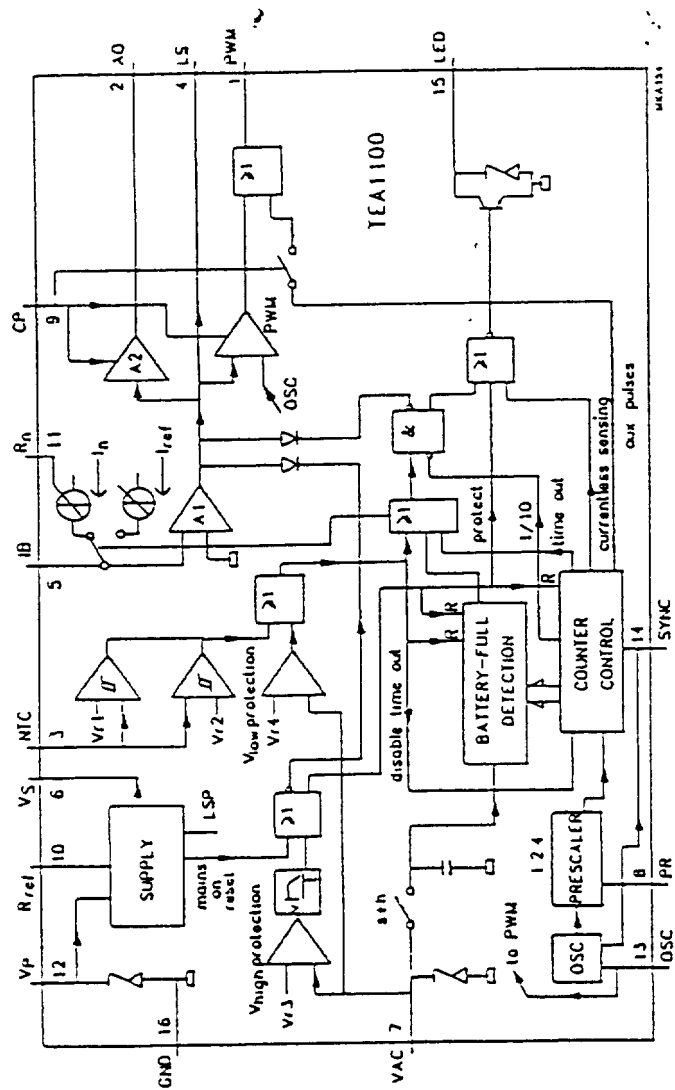 VP
12
Rref
10
VS
6
NTC
3
IB
5
Rn
11
CP
9
In
Iref
A2
AO
2
LS
4
PWM
1
GND
16
SUPPLY
LSP
mains
on
reset
Vr1
Vr2
A1
PWM
OSC
≥1
TEA1100
Vhigh protection
Vr3
≥1
Vlow protection
Vr4
≥1
VAC
7
sth
disable time out
≥1
&
≥1
LED
15
protect
1/10
time out
R
R
R
BATTERY-FULL
DETECTION
currentless sensing
aux pulses
to PWM
OSC
1 2 4
PRESCALER
COUNTER
CONTROL
13
OSC
8
PR
14
SYNC